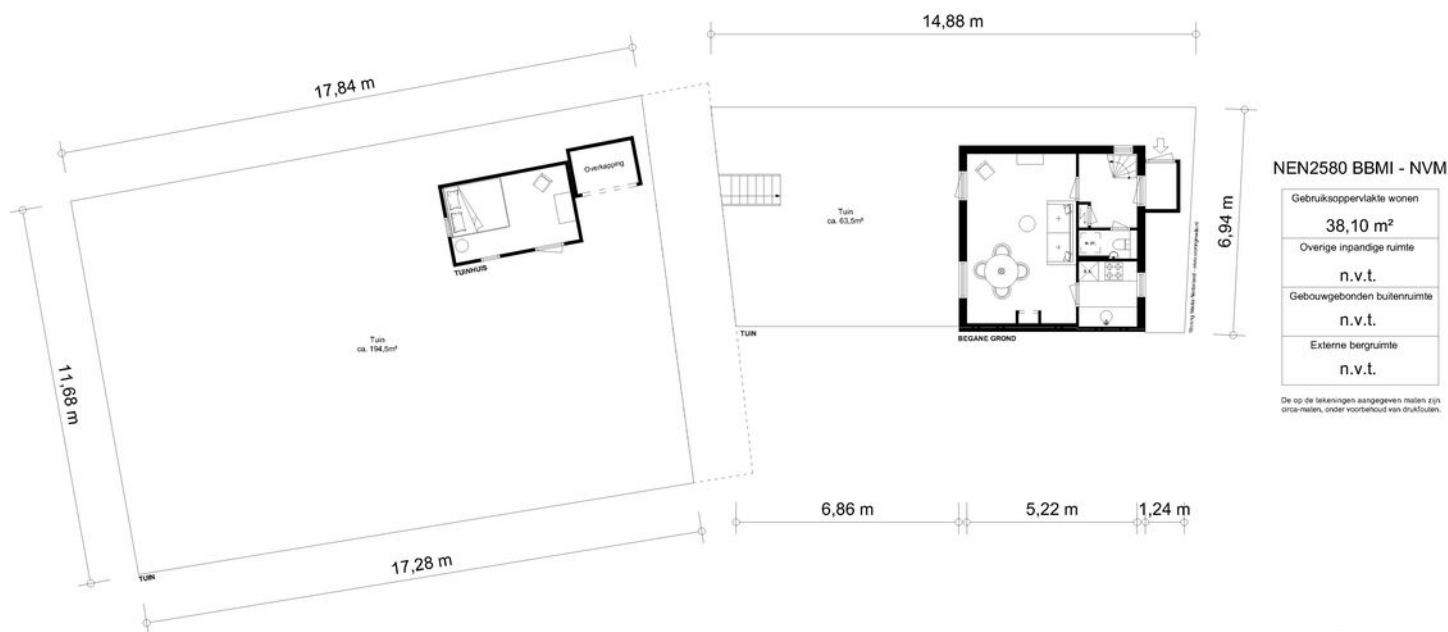 14,88 m
17,84 m
Overkapping
TUINHUIS
Tuin
ca. 194,5m²
11,68 m
TUIN
17,28 m
Tuin
ca. 63,5m²
TUIN
BEGANE GROND
6,94 m
6,86 m
5,22 m
1,24 m
NEN2580 BBMI - NVM
Gebruiksoppervlakte wonen
38,10 m²
Overige inpandige ruimte
n.v.t.
Gebouwgebonden buitenruimte
n.v.t.
Externe bergruimte
n.v.t.
De op de tekeningen aangegeven maten zijn
circa-maten, onder voorbehoud van drukfouten.